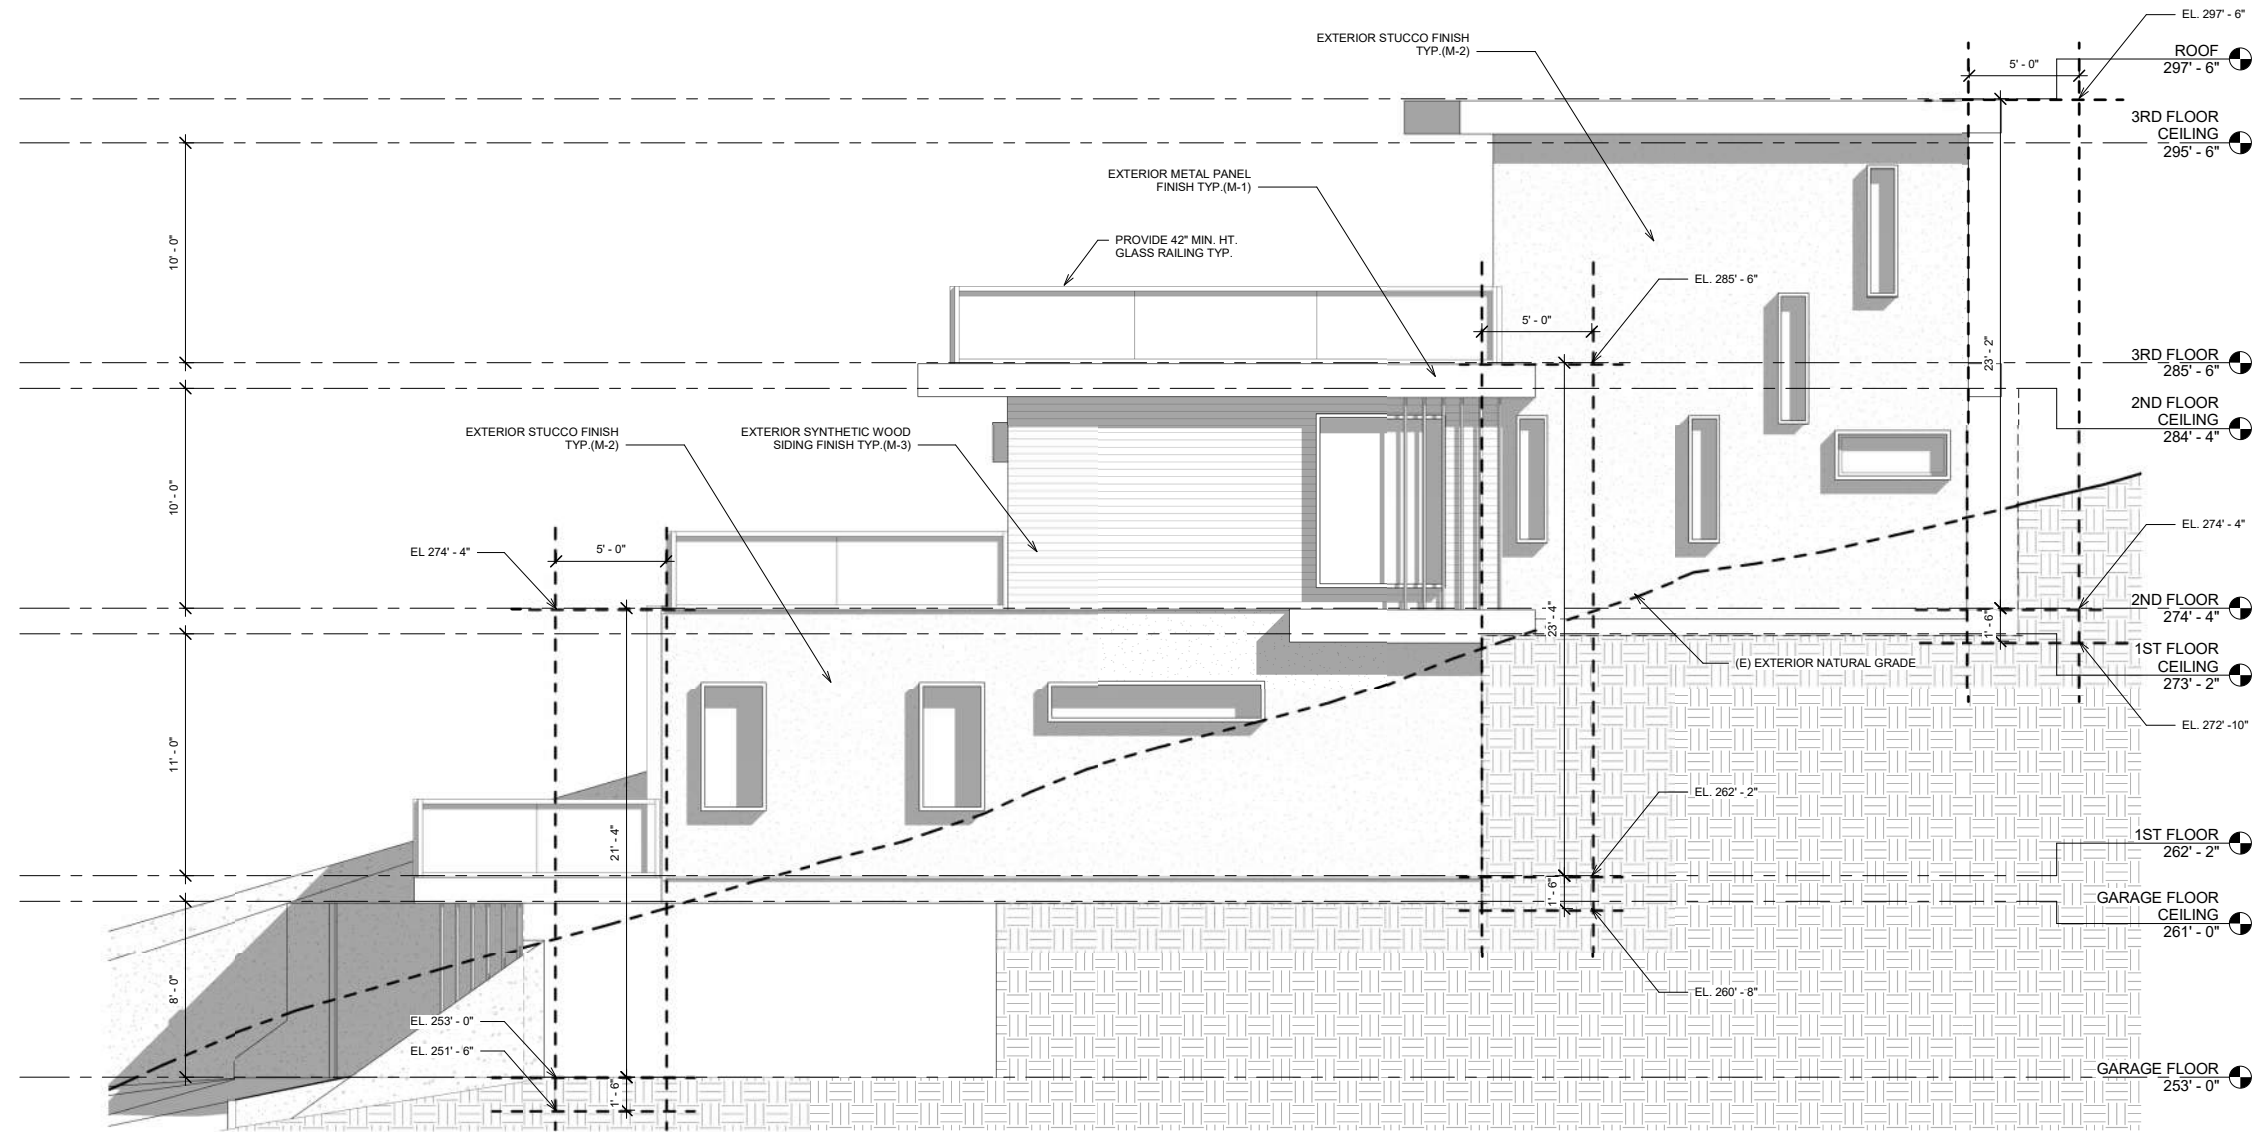 EL. 297' - 6"
EXTERIOR STUCCO FINISH
TYP.(M-2)
ROOF
297' - 6"
5' - 0"
3RD FLOOR
CEILING
295' - 6"
EXTERIOR METAL PANEL
FINISH TYP.(M-1)
PROVIDE 42" MIN. HT.
GLASS RAILING TYP.
10' - 0"
EL. 285' - 6"
5' - 0"
23' - 2"
3RD FLOOR
285' - 6"
2ND FLOOR
CEILING
284' - 4"
EXTERIOR STUCCO FINISH
TYP.(M-2)
EXTERIOR SYNTHETIC WOOD
SIDING FINISH TYP.(M-3)
10' - 0"
EL 274' - 4"
5' - 0"
EL. 274' - 4"
2ND FLOOR
274' - 4"
23' - 4"
1' - 6"
(E) EXTERIOR NATURAL GRADE
1ST FLOOR
CEILING
273' - 2"
EL. 272' -10"
11' - 0"
EL. 262' - 2"
21' - 4"
1ST FLOOR
262' - 2"
1' - 6"
GARAGE FLOOR
CEILING
261' - 0"
8' - 0"
EL. 260' - 8"
EL. 253' - 0"
EL. 251' - 6"
1' - 6"
GARAGE FLOOR
253' - 0"